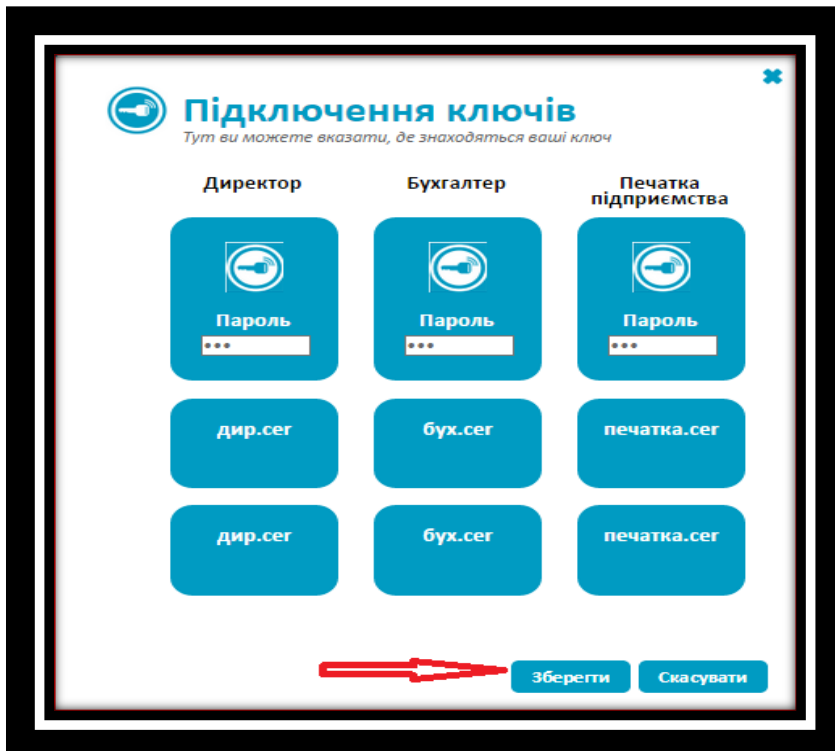 Підключення ключів
Тут ви можете вказати, де знаходяться ваші ключ
Директор
Бухгалтер
Печатка
підприємства
Пароль
•••
Пароль
•••
Пароль
•••
дир.cer
бух.cer
печатка.cer
дир.cer
бух.cer
печатка.cer
Зберегти
Скасувати